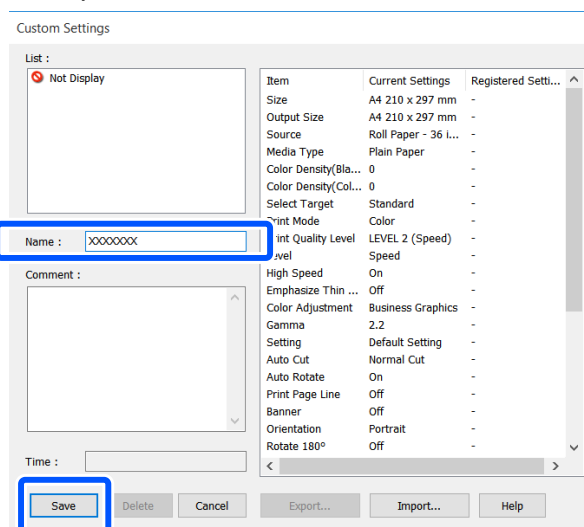 Custom Settings
List :
Not Display
Name : XXXXXXX
Comment :
Time :
Item Current Settings Registered Setti...
Size A4 210 x 297 mm -
Output Size A4 210 x 297 mm -
Source Roll Paper - 36 i... -
Media Type Plain Paper -
Color Density(Bla... 0 -
Color Density(Col... 0 -
Select Target Standard -
Print Mode Color -
Print Quality Level LEVEL 2 (Speed) -
Level Speed -
High Speed On -
Emphasize Thin ... Off -
Color Adjustment Business Graphics -
Gamma 2.2 -
Setting Default Setting -
Auto Cut Normal Cut -
Auto Rotate On -
Print Page Line Off -
Banner Off -
Orientation Portrait -
Rotate 180° Off -
Save Delete Cancel Export... Import... Help